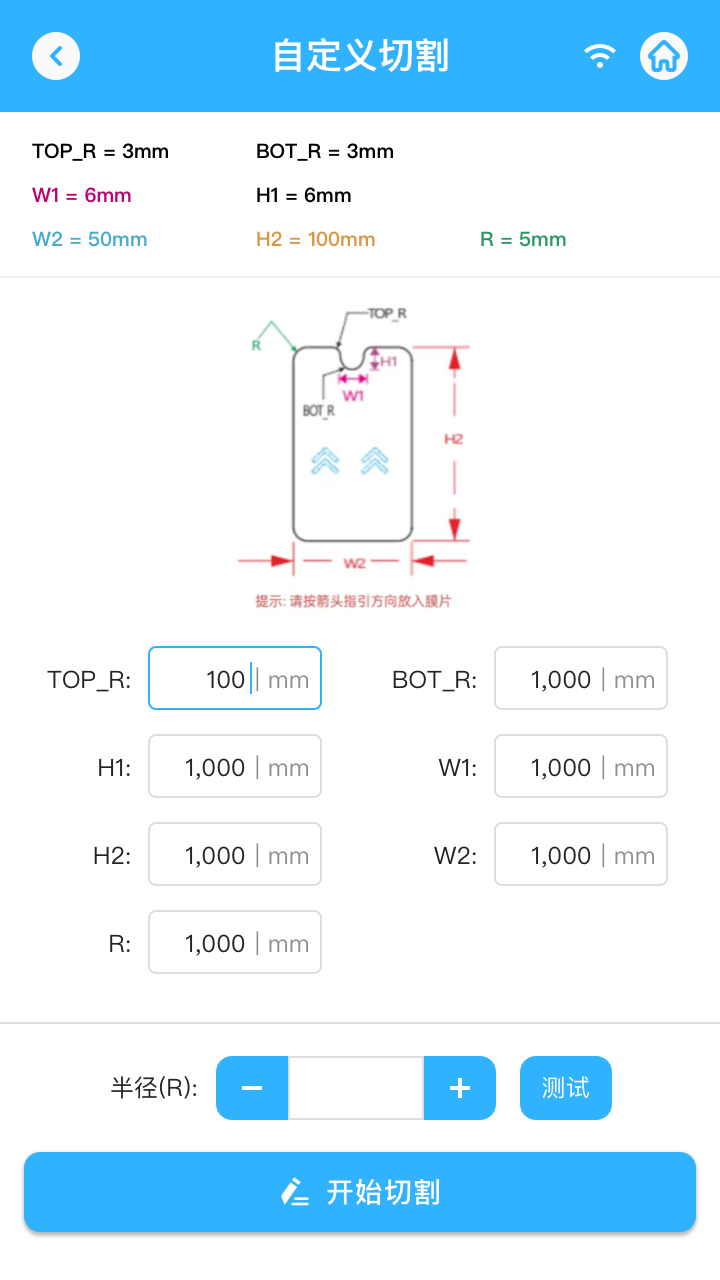 自定义切割
TOP_R = 3mm BOT_R = 3mm
W1 = 6mm H1 = 6mm
W2 = 50mm H2 = 100mm R = 5mm
TOP_R
R
H1
W1
BOT_R
H2
W2
提示: 请按箭头指引方向放入膜片
TOP_R: 100 | mm BOT_R: 1,000 | mm
H1: 1,000 | mm W1: 1,000 | mm
H2: 1,000 | mm W2: 1,000 | mm
R: 1,000 | mm
半径(R): − + 测试
开始切割